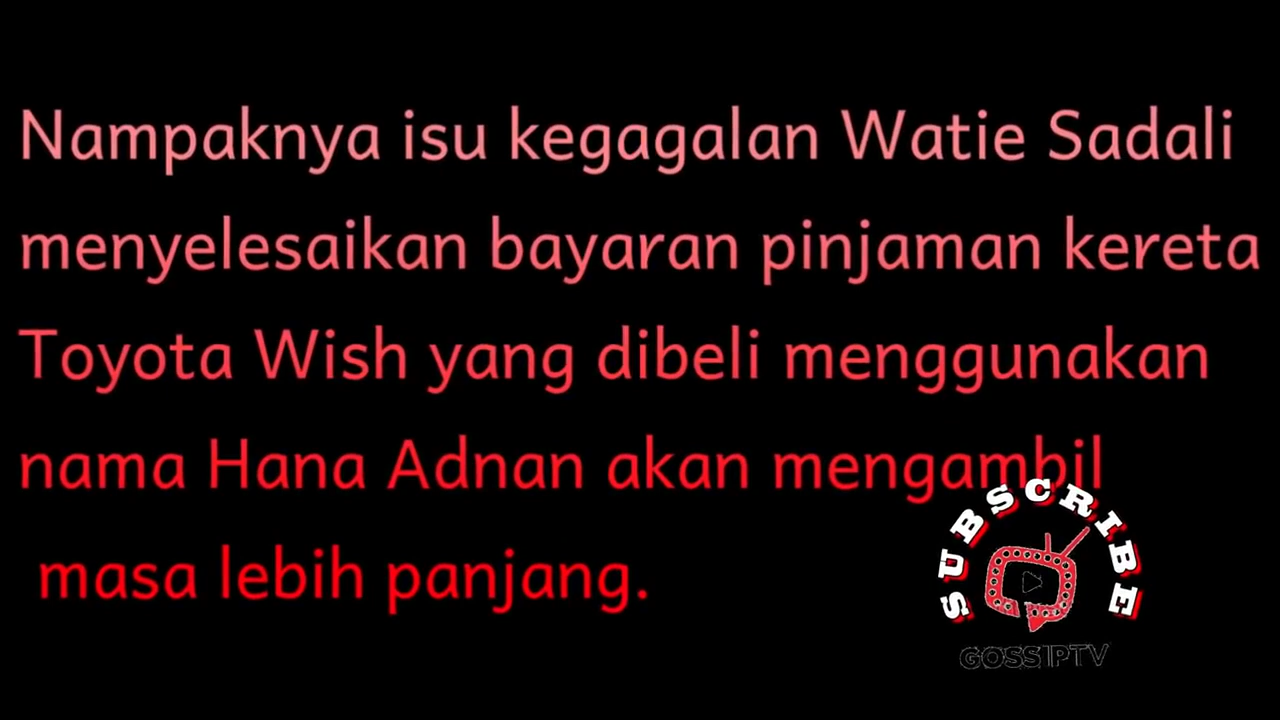 Nampaknya isu kegagalan Watie Sadali
menyelesaikan bayaran pinjaman kereta
Toyota Wish yang dibeli menggunakan
nama Hana Adnan akan mengambil
masa lebih panjang.
SUBSCRIBE
GOSSIPTV